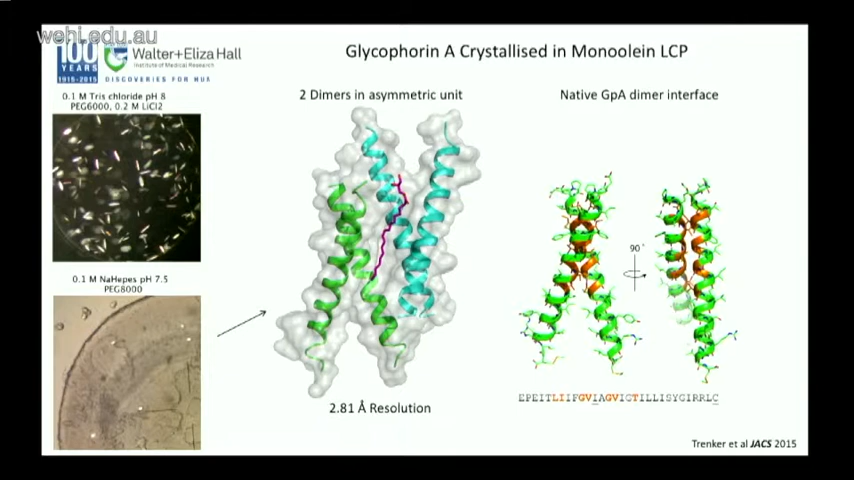 wehi.edu.au
100
YEARS
1915-2015
Walter+Eliza Hall
Institute of Medical Research
DISCOVERIES FOR HUMANITY
Glycophorin A Crystallised in Monoolein LCP
0.1 M Tris chloride pH 8
PEG6000, 0.2 M LiCl2
2 Dimers in asymmetric unit
Native GpA dimer interface
90°
0.1 M NaHepes pH 7.5
PEG8000
2.81 Å Resolution
EPEITLIIFGVIAGVIGTILLISYGIRRLC
Trenker et al JACS 2015